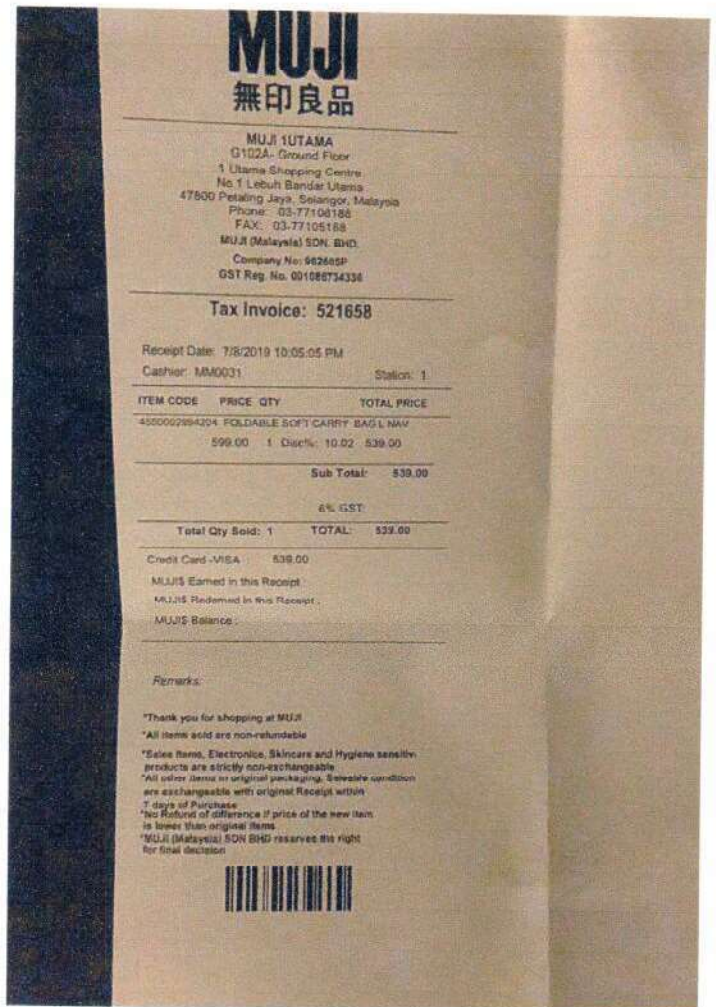 MUJI
無印良品
MUJI 1UTAMA
G102A- Ground Floor
1 Utama Shopping Centre
No.1 Lebuh Bandar Utama
47800 Petaling Jaya, Selangor, Malaysia
Phone: 03-77108188
FAX: 03-77105188
MUJI (Malaysia) SDN. BHD.
Company No:
GST Reg. No.
Tax Invoice: 521658
Receipt Date: 7/8/2019 10:05:05 PM
Cashier: MM0031 Station: 1
ITEM CODE PRICE QTY TOTAL PRICE
FOLDABLE SOFT CARRY BAG L NAV
599.00 1 Disc%: 10.02 539.00
Sub Total: 539.00
6% GST:
Total Qty Sold: 1 TOTAL: 539.00
Credit Card -VISA : 539.00
MUJI$ Earned in this Receipt :
MUJI$ Redeemed in this Receipt :
MUJI$ Balance :
Remarks:
*Thank you for shopping at MUJI
*All items sold are non-refundable
*Sales Items, Electronics, Skincare and Hygiene sensitiv
products are strictly non-exchangeable
*All other items in original packaging, Saleable condition
are exchangeable with original Receipt within
7 days of Purchase
*No Refund of difference if price of the new item
is lower than original items
*MUJI (Malaysia) SDN BHD reserves the right
for final decision